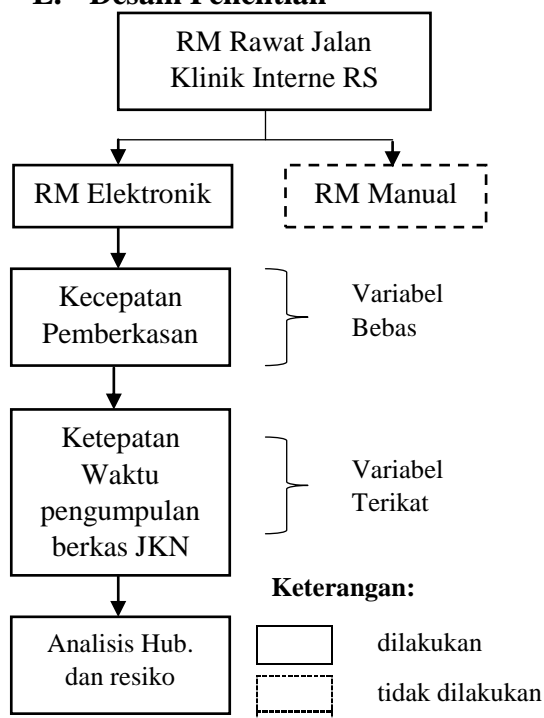 E. Desain Penelitian
RM Rawat Jalan
Klinik Interne RS
RM Elektronik
RM Manual
Kecepatan
Pemberkasan
Variabel
Bebas
Ketepatan
Waktu
pengumpulan
berkas JKN
Variabel
Terikat
Keterangan:
Analisis Hub.
dan resiko
dilakukan
tidak dilakukan